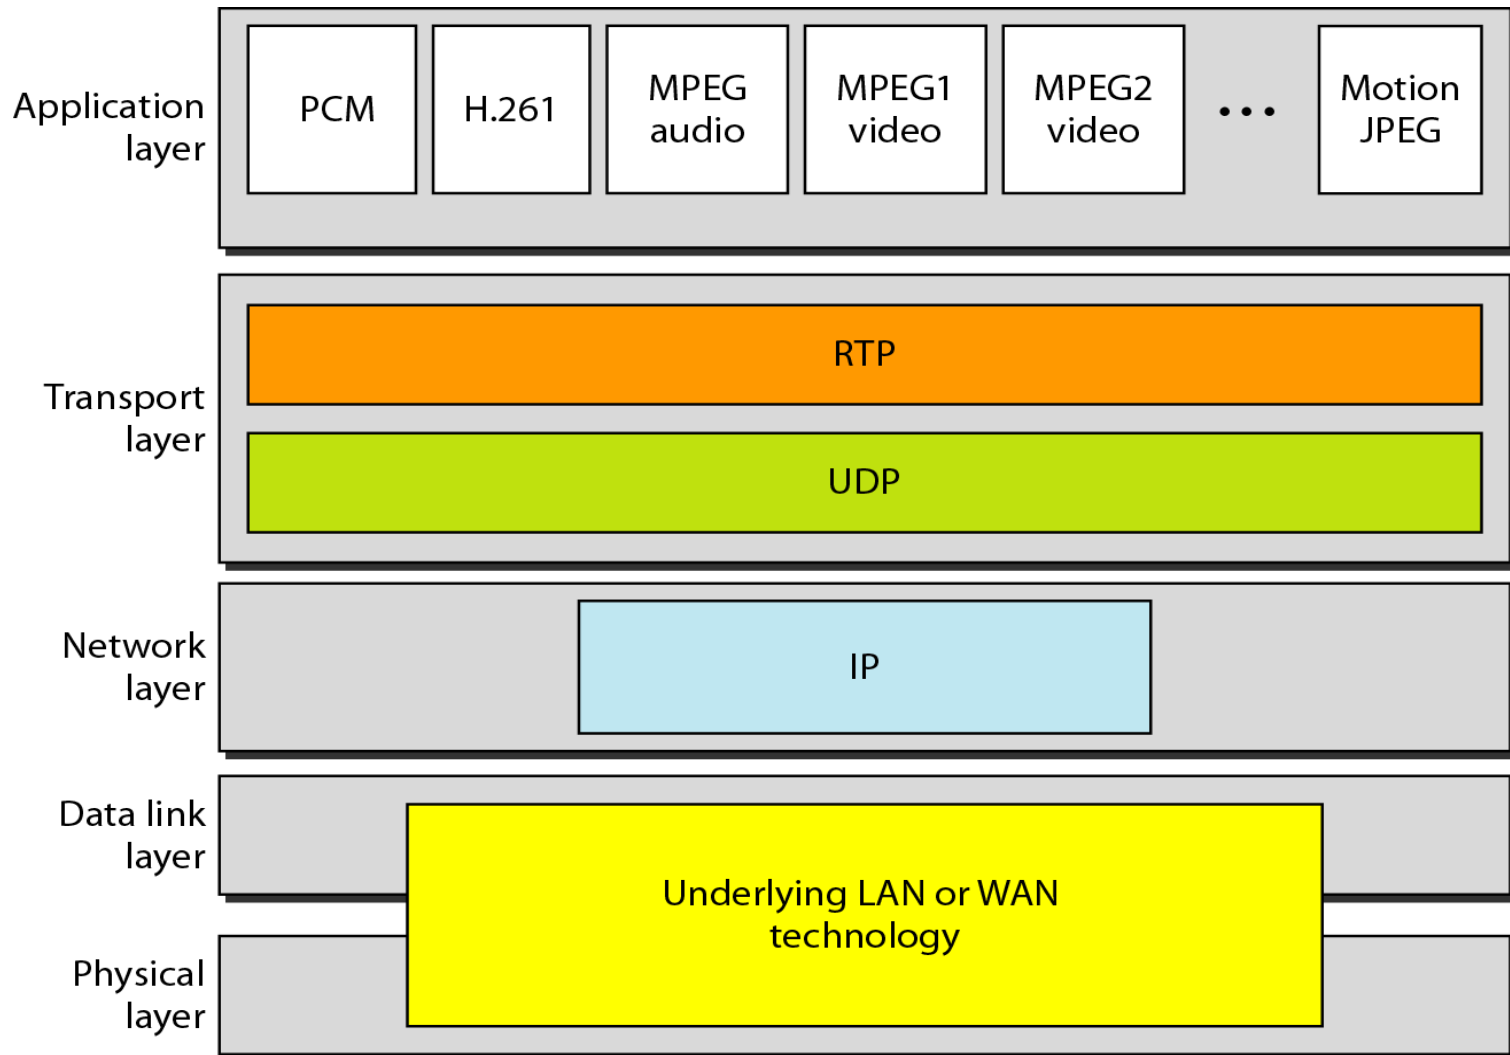 Application
layer
PCM
H.261
MPEG
audio
MPEG1
video
MPEG2
video
...
Motion
JPEG
Transport
layer
RTP
UDP
Network
layer
IP
Data link
layer
Underlying LAN or WAN
technology
Physical
layer